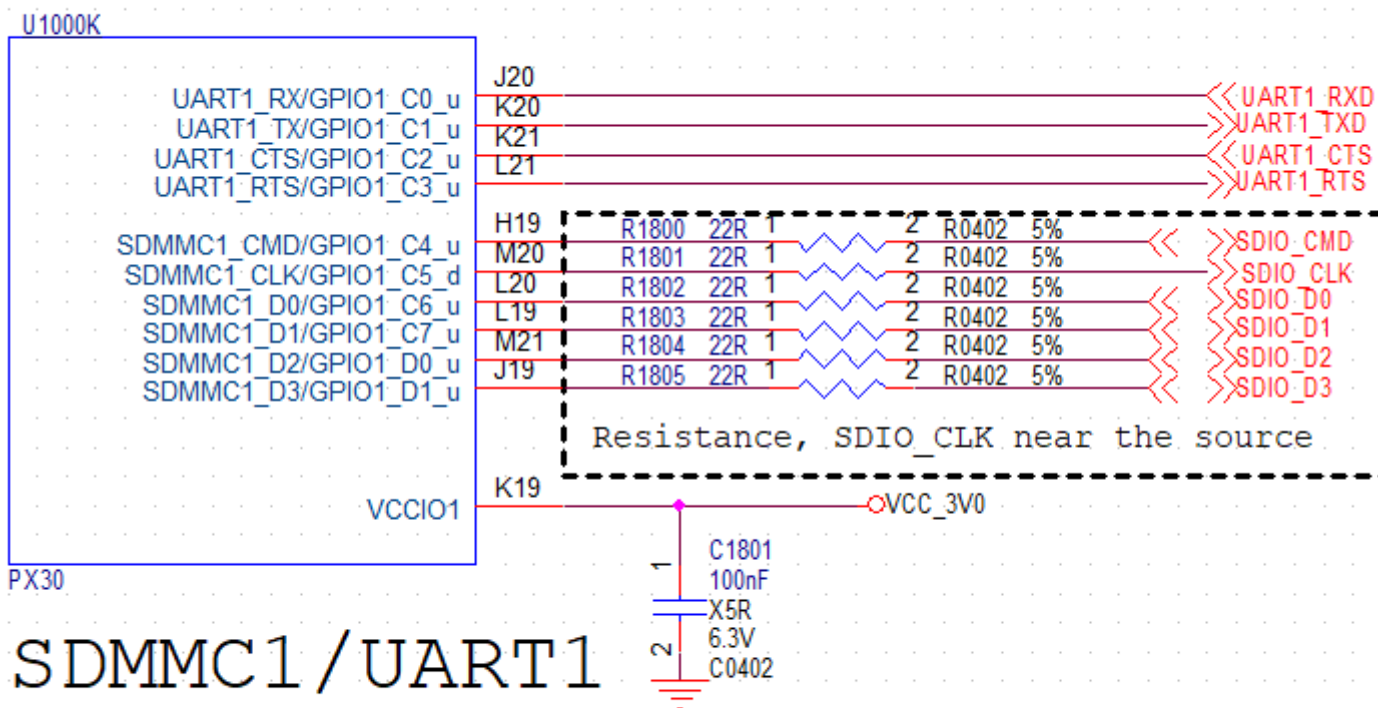 U1000K
UART1_RX/GPIO1_C0_u J20 UART1_RXD
UART1_TX/GPIO1_C1_u K20 UART1_TXD
UART1_CTS/GPIO1_C2_u K21 UART1_CTS
UART1_RTS/GPIO1_C3_u L21 UART1_RTS
SDMMC1_CMD/GPIO1_C4_u H19 R1800 22R 1 2 R0402 5% SDIO_CMD
SDMMC1_CLK/GPIO1_C5_d M20 R1801 22R 1 2 R0402 5% SDIO_CLK
SDMMC1_D0/GPIO1_C6_u L20 R1802 22R 1 2 R0402 5% SDIO_D0
SDMMC1_D1/GPIO1_C7_u L19 R1803 22R 1 2 R0402 5% SDIO_D1
SDMMC1_D2/GPIO1_D0_u M21 R1804 22R 1 2 R0402 5% SDIO_D2
SDMMC1_D3/GPIO1_D1_u J19 R1805 22R 1 2 R0402 5% SDIO_D3
Resistance, SDIO_CLK near the source
VCCIO1 K19 VCC_3V0
PX30
1
2
C1801
100nF
X5R
6.3V
C0402
SDMMC1/UART1